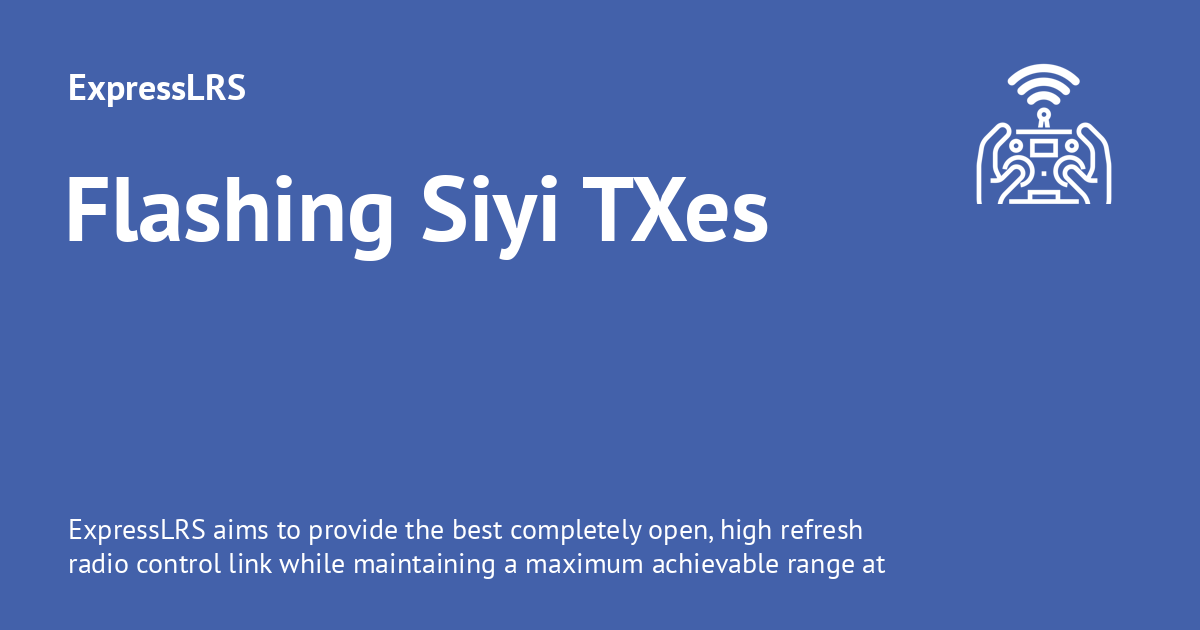 ExpressLRS
Flashing Siyi TXes
ExpressLRS aims to provide the best completely open, high refresh
radio control link while maintaining a maximum achievable range at